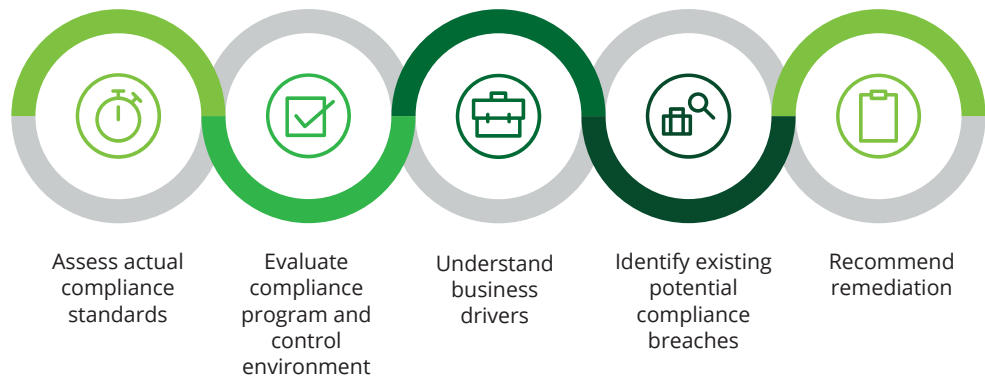 Assess actual
compliance
standards
Evaluate
compliance
program and
control
environment
Understand
business
drivers
Identify existing
potential
compliance
breaches
Recommend
remediation